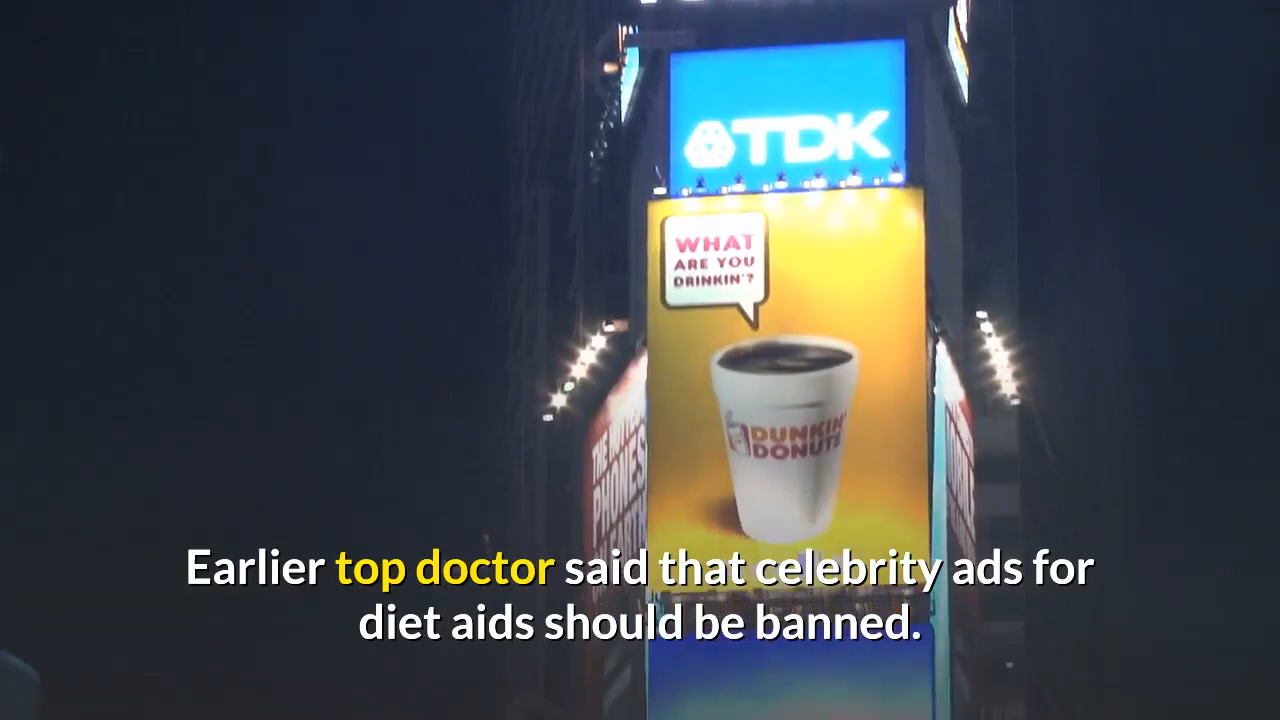 TDK
WHAT
ARE YOU
DRINKIN'?
DUNKIN'
DONUTS
PHONES
Earlier top doctor said that celebrity ads for
diet aids should be banned.